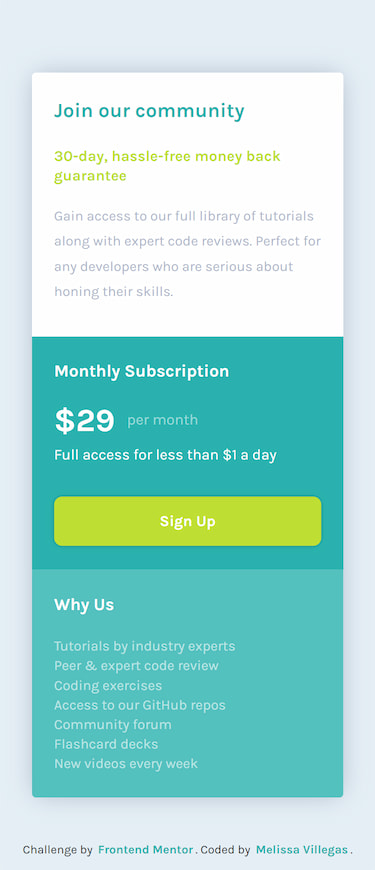 Join our community
30-day, hassle-free money back
guarantee
Gain access to our full library of tutorials
along with expert code reviews. Perfect for
any developers who are serious about
honing their skills.
Monthly Subscription
$29 per month
Full access for less than $1 a day
Sign Up
Why Us
Tutorials by industry experts
Peer & expert code review
Coding exercises
Access to our GitHub repos
Community forum
Flashcard decks
New videos every week
Challenge by Frontend Mentor. Coded by Melissa Villegas.